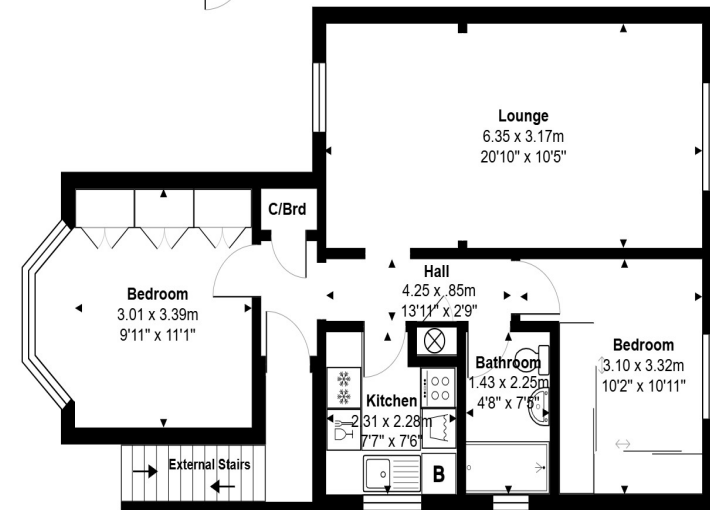 Lounge
6.35 x 3.17m
20'10" x 10'5"
C/Brd
Hall
4.25 x .85m
13'11" x 2'9"
Bedroom
3.01 x 3.39m
9'11" x 11'1"
Bedroom
3.10 x 3.32m
10'2" x 10'11"
Bathroom
1.43 x 2.25m
4'8" x 7'5"
Kitchen
2.31 x 2.28m
7'7" x 7'6"
External Stairs
B